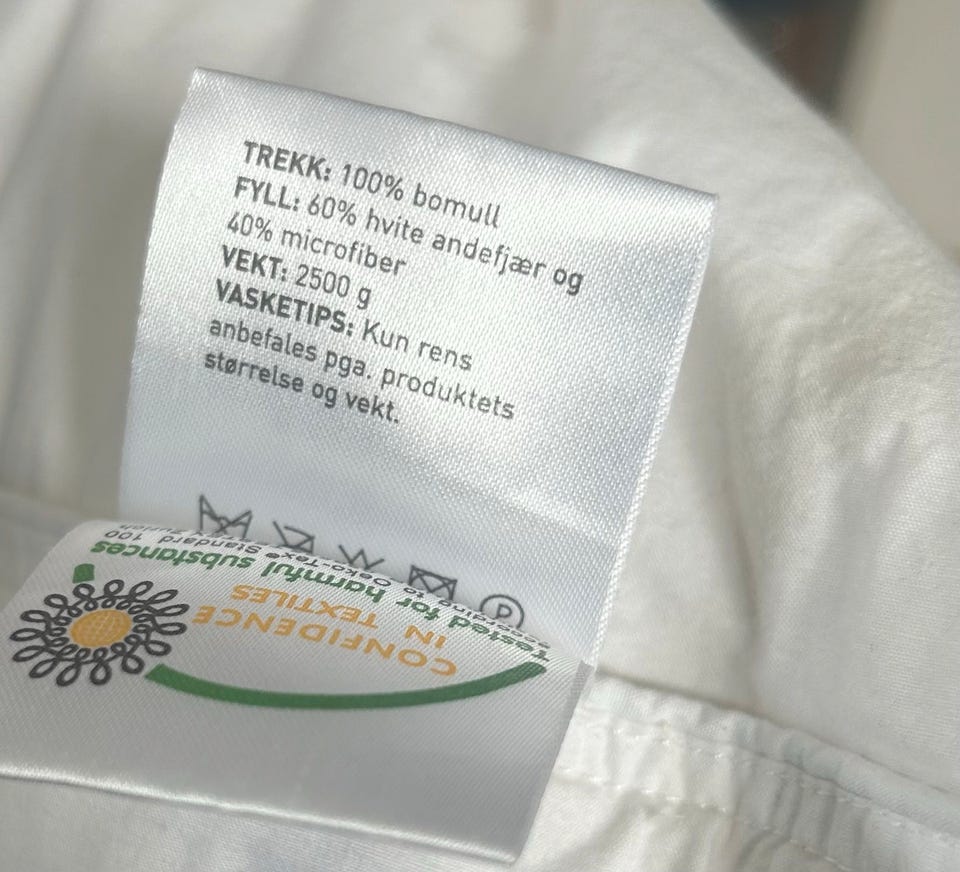 TREKK: 100% bomull
FYLL: 60% hvite andefjær og
40% microfiber
VEKT: 2500 g
VASKETIPS: Kun rens
anbefales pga. produktets
størrelse og vekt.
P
CONFIDENCE
IN TEXTILES
Tested for harmful substances
according to Oeko-Tex® Standard 100